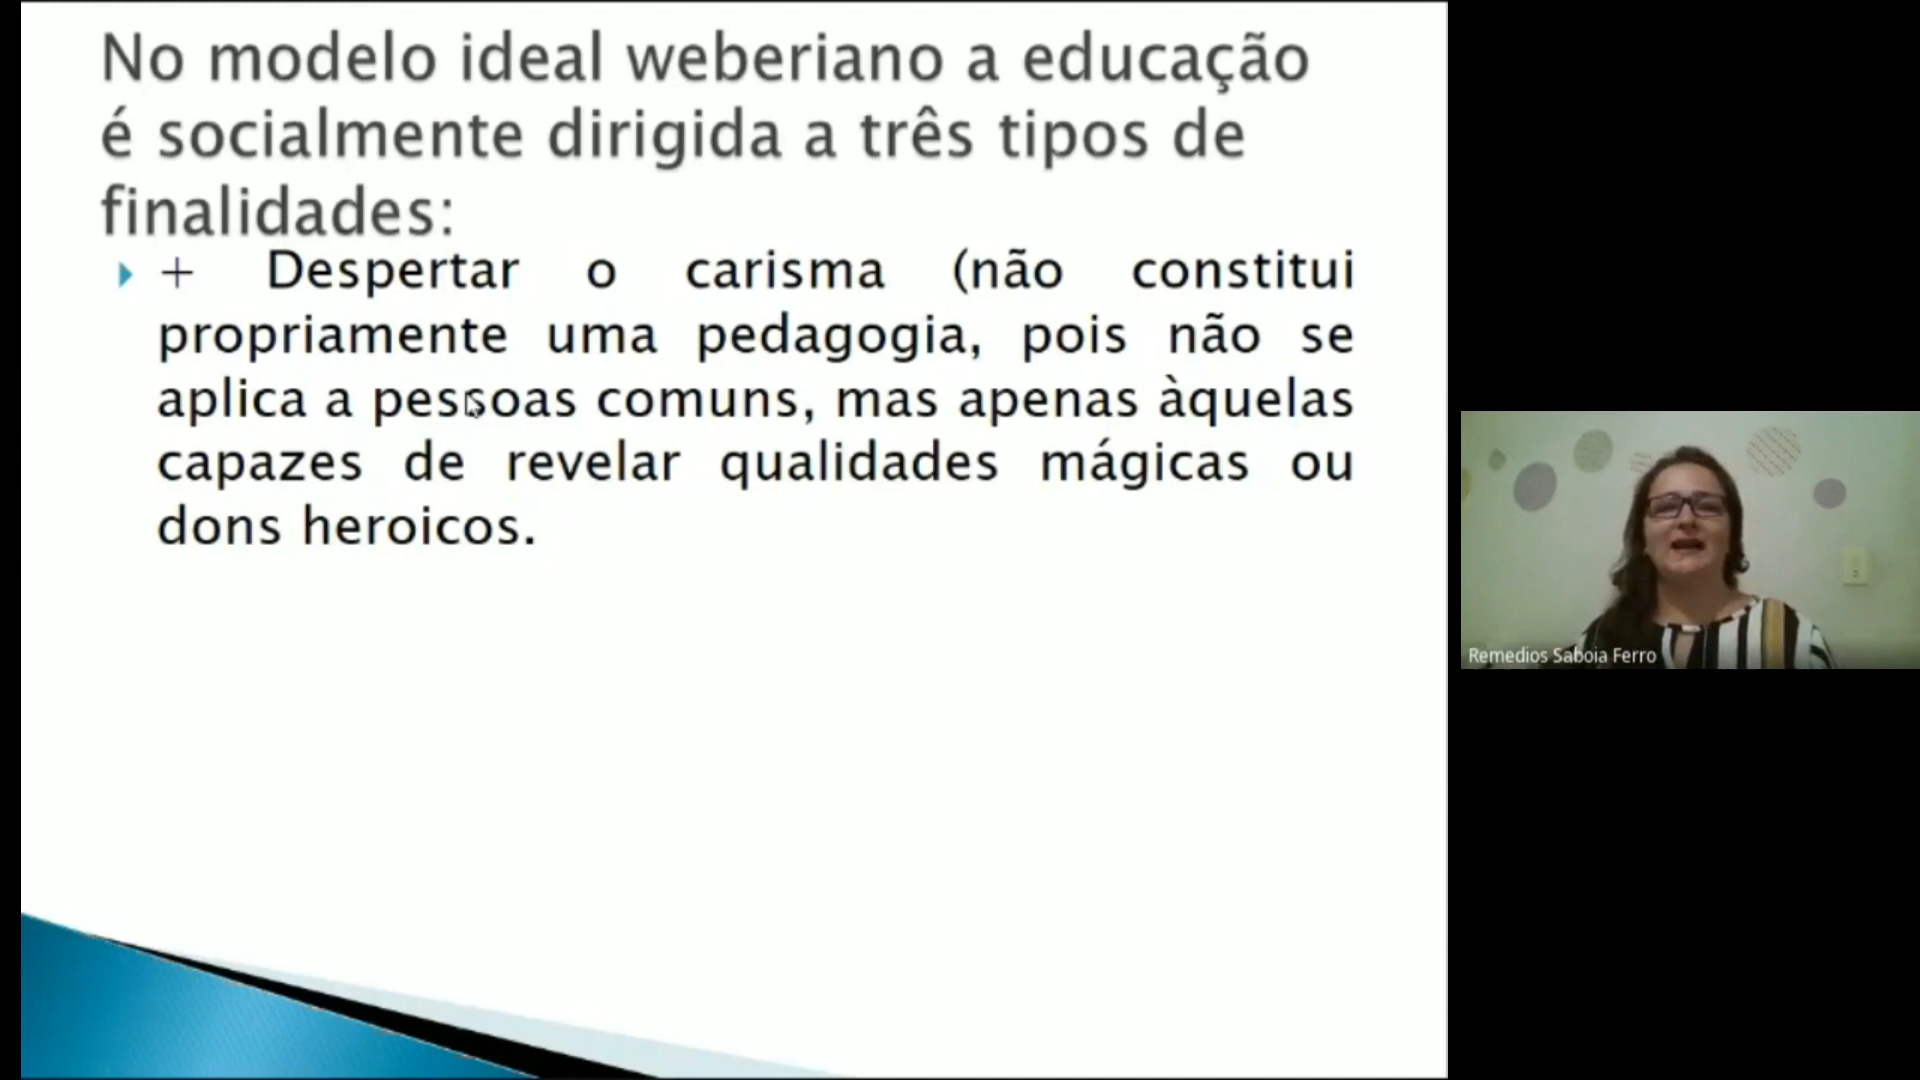 No modelo ideal weberiano a educação
é socialmente dirigida a três tipos de
finalidades:
+ Despertar o carisma (não constitui
propriamente uma pedagogia, pois não se
aplica a pessoas comuns, mas apenas àquelas
capazes de revelar qualidades mágicas ou
dons heroicos.
Remedios Saboia Ferro